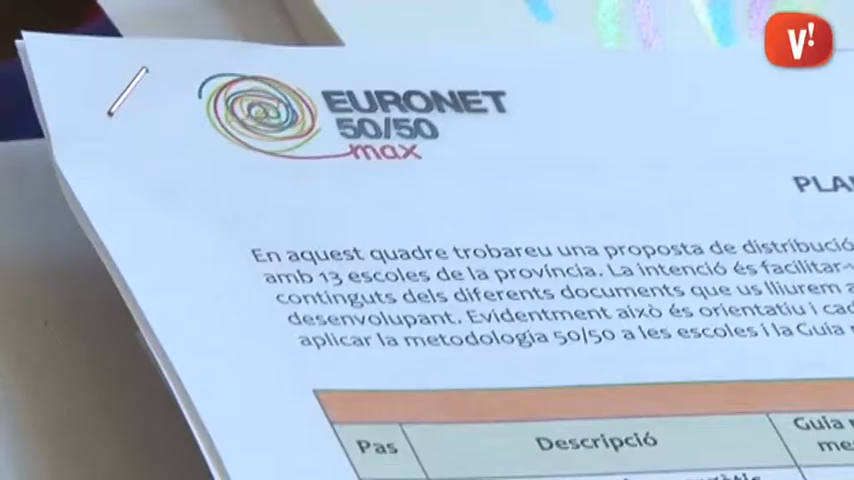 V!
EURONET
50/50
max
En aquest quadre trobareu una proposta de distribució
amb 13 escoles de la província. La intenció és facilitar-
continguts dels diferents documents que us lliurem a
desenvolupant. Evidentment això és orientatiu i cad
aplicar la metodologia 50/50 a les escoles i la Guia
Pas Descripció Guia